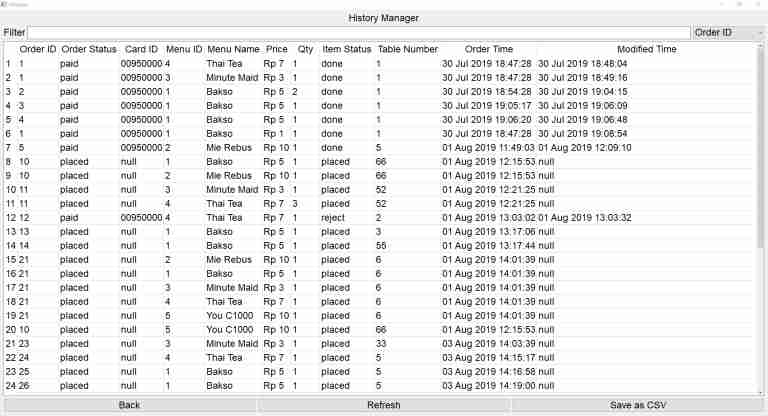 History Manager
Filter Order ID
Order ID Order Status Card ID Menu ID Menu Name Price Qty Item Status Table Number Order Time Modified Time
1 1 paid 00950000 4 Thai Tea Rp 7 1 done 1 30 Jul 2019 18:47:28 30 Jul 2019 18:48:04
2 1 paid 00950000 3 Minute Maid Rp 3 1 done 1 30 Jul 2019 18:47:28 30 Jul 2019 18:49:16
3 2 paid 00950000 1 Bakso Rp 5 2 done 1 30 Jul 2019 18:54:28 30 Jul 2019 19:04:15
4 3 paid 00950000 1 Bakso Rp 5 1 done 1 30 Jul 2019 19:05:17 30 Jul 2019 19:06:09
5 4 paid 00950000 1 Bakso Rp 5 1 done 1 30 Jul 2019 19:06:20 30 Jul 2019 19:06:48
6 1 paid 00950000 1 Bakso Rp 1 1 done 1 30 Jul 2019 18:47:28 30 Jul 2019 19:08:54
7 5 paid 00950000 2 Mie Rebus Rp 10 1 done 5 01 Aug 2019 11:49:03 01 Aug 2019 12:09:10
8 10 placed null 1 Bakso Rp 5 1 placed 66 01 Aug 2019 12:15:53 null
9 10 placed null 2 Mie Rebus Rp 10 1 placed 66 01 Aug 2019 12:15:53 null
10 11 placed null 3 Minute Maid Rp 3 1 placed 52 01 Aug 2019 12:21:25 null
11 11 placed null 4 Thai Tea Rp 7 3 placed 52 01 Aug 2019 12:21:25 null
12 12 paid 00950000 4 Thai Tea Rp 7 1 reject 2 01 Aug 2019 13:03:02 01 Aug 2019 13:03:32
13 13 placed null 1 Bakso Rp 5 1 placed 3 01 Aug 2019 13:17:06 null
14 14 placed null 1 Bakso Rp 5 1 placed 55 01 Aug 2019 13:17:44 null
15 21 placed null 2 Mie Rebus Rp 10 1 placed 6 01 Aug 2019 14:01:39 null
16 21 placed null 1 Bakso Rp 5 1 placed 6 01 Aug 2019 14:01:39 null
17 21 placed null 3 Minute Maid Rp 3 1 placed 6 01 Aug 2019 14:01:39 null
18 21 placed null 4 Thai Tea Rp 7 1 placed 6 01 Aug 2019 14:01:39 null
19 21 placed null 5 You C1000 Rp 10 1 placed 6 01 Aug 2019 14:01:39 null
20 10 placed null 5 You C1000 Rp 10 1 placed 66 01 Aug 2019 12:15:53 null
21 23 placed null 3 Minute Maid Rp 3 1 placed 33 03 Aug 2019 14:03:39 null
22 24 placed null 4 Thai Tea Rp 7 1 placed 5 03 Aug 2019 14:15:17 null
23 25 placed null 1 Bakso Rp 5 1 placed 5 03 Aug 2019 14:16:58 null
24 26 placed null 1 Bakso Rp 5 1 placed 5 03 Aug 2019 14:19:00 null
Back Refresh Save as CSV